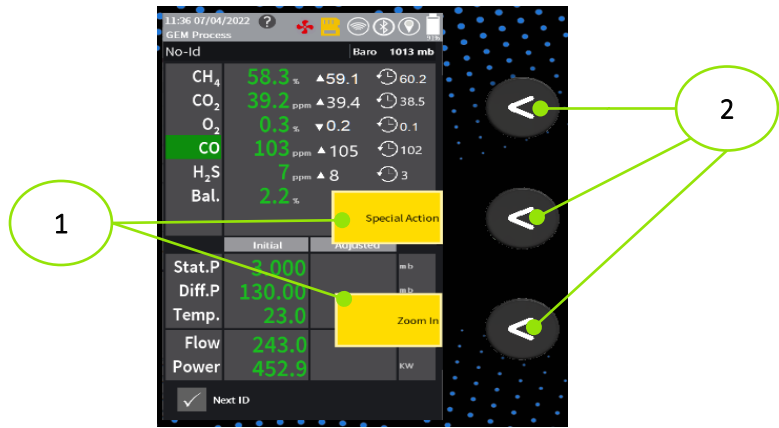 11:36 07/04/2022 ?
GEM Process
No-Id Baro 1013 mb
CH4 58.3 % ▲59.1 60.2
CO2 39.2 ppm ▲39.4 38.5
O2 0.3 % ▼0.2 0.1
CO 103 ppm ▲105 102
H2S 7 ppm ▲8 3
Bal. 2.2 %
Special Action
Initial Adjusted
Stat.P 3.000 mb
Diff.P 130.00 mb
Temp. 23.0
Zoom In
Flow 243.0
Power 452.9 KW
Next ID
1
2